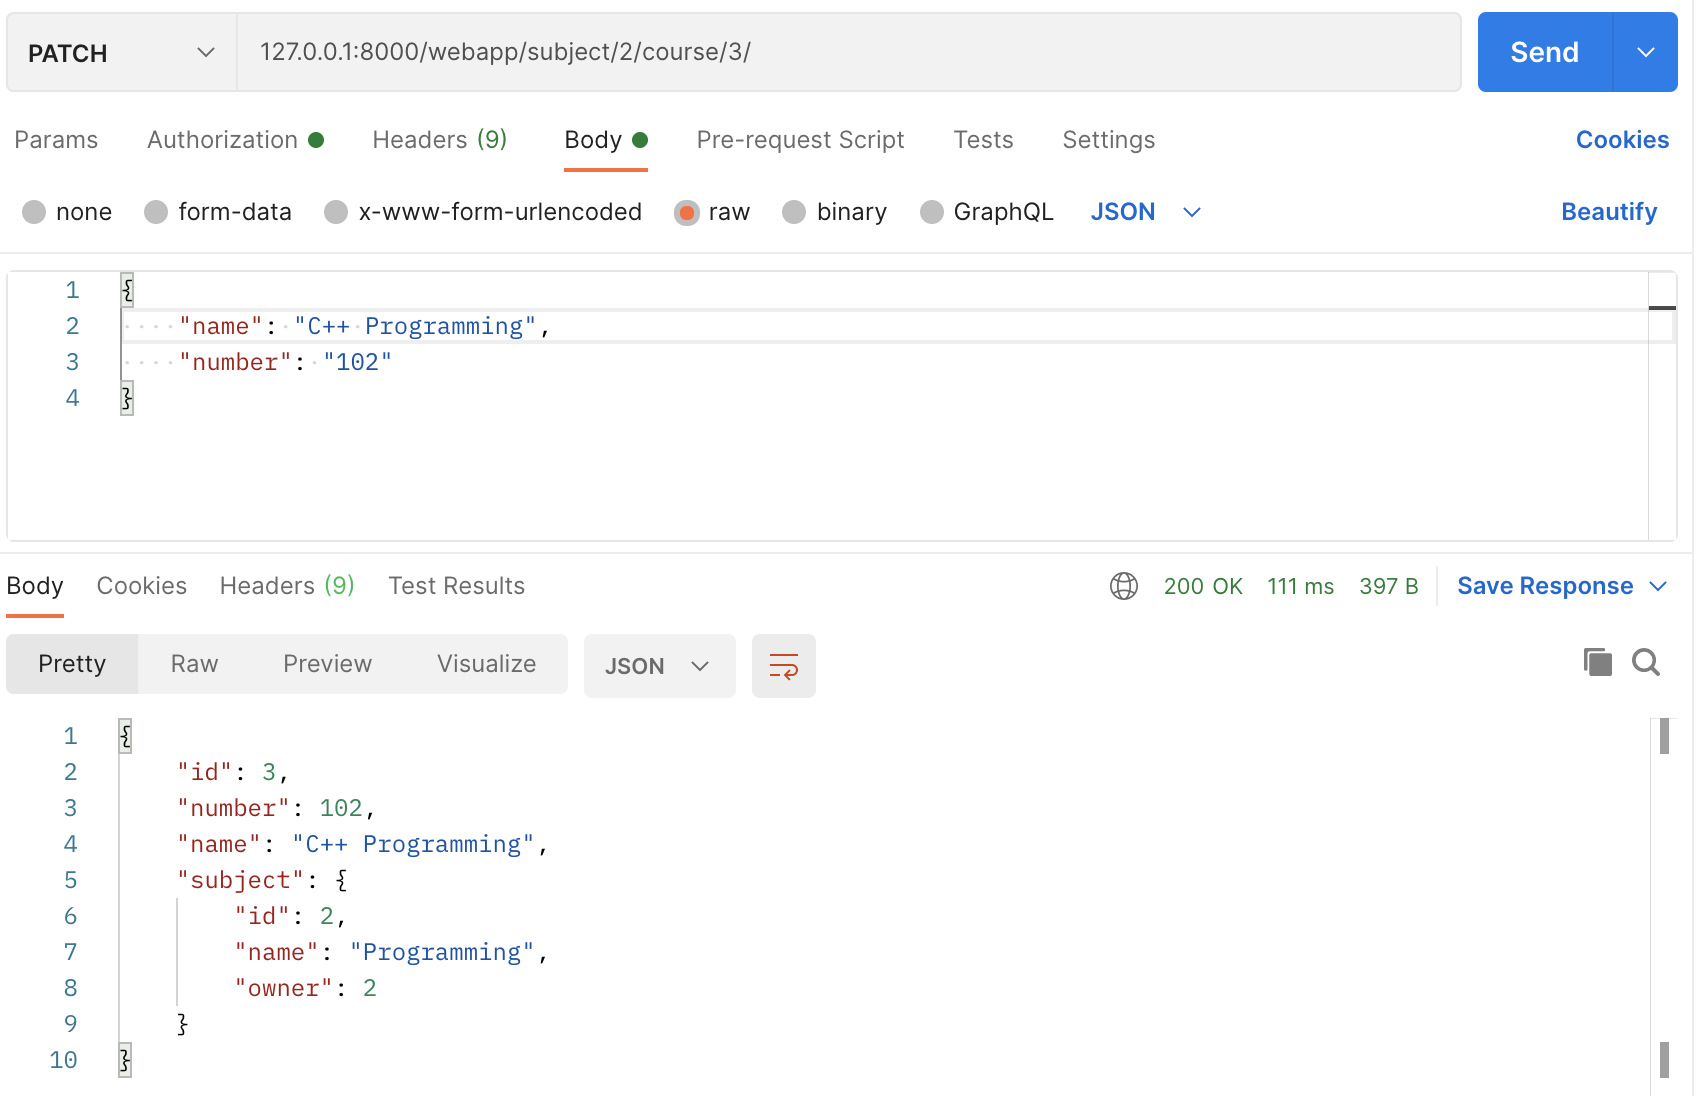 PATCH 127.0.0.1:8000/webapp/subject/2/course/3/ Send
Params Authorization Headers (9) Body Pre-request Script Tests Settings Cookies
none form-data x-www-form-urlencoded raw binary GraphQL JSON Beautify
1 {
2 "name": "C++ Programming",
3 "number": "102"
4 }
Body Cookies Headers (9) Test Results 200 OK 111 ms 397 B Save Response
Pretty Raw Preview Visualize JSON
1 {
2 "id": 3,
3 "number": 102,
4 "name": "C++ Programming",
5 "subject": {
6 "id": 2,
7 "name": "Programming",
8 "owner": 2
9 }
10 }